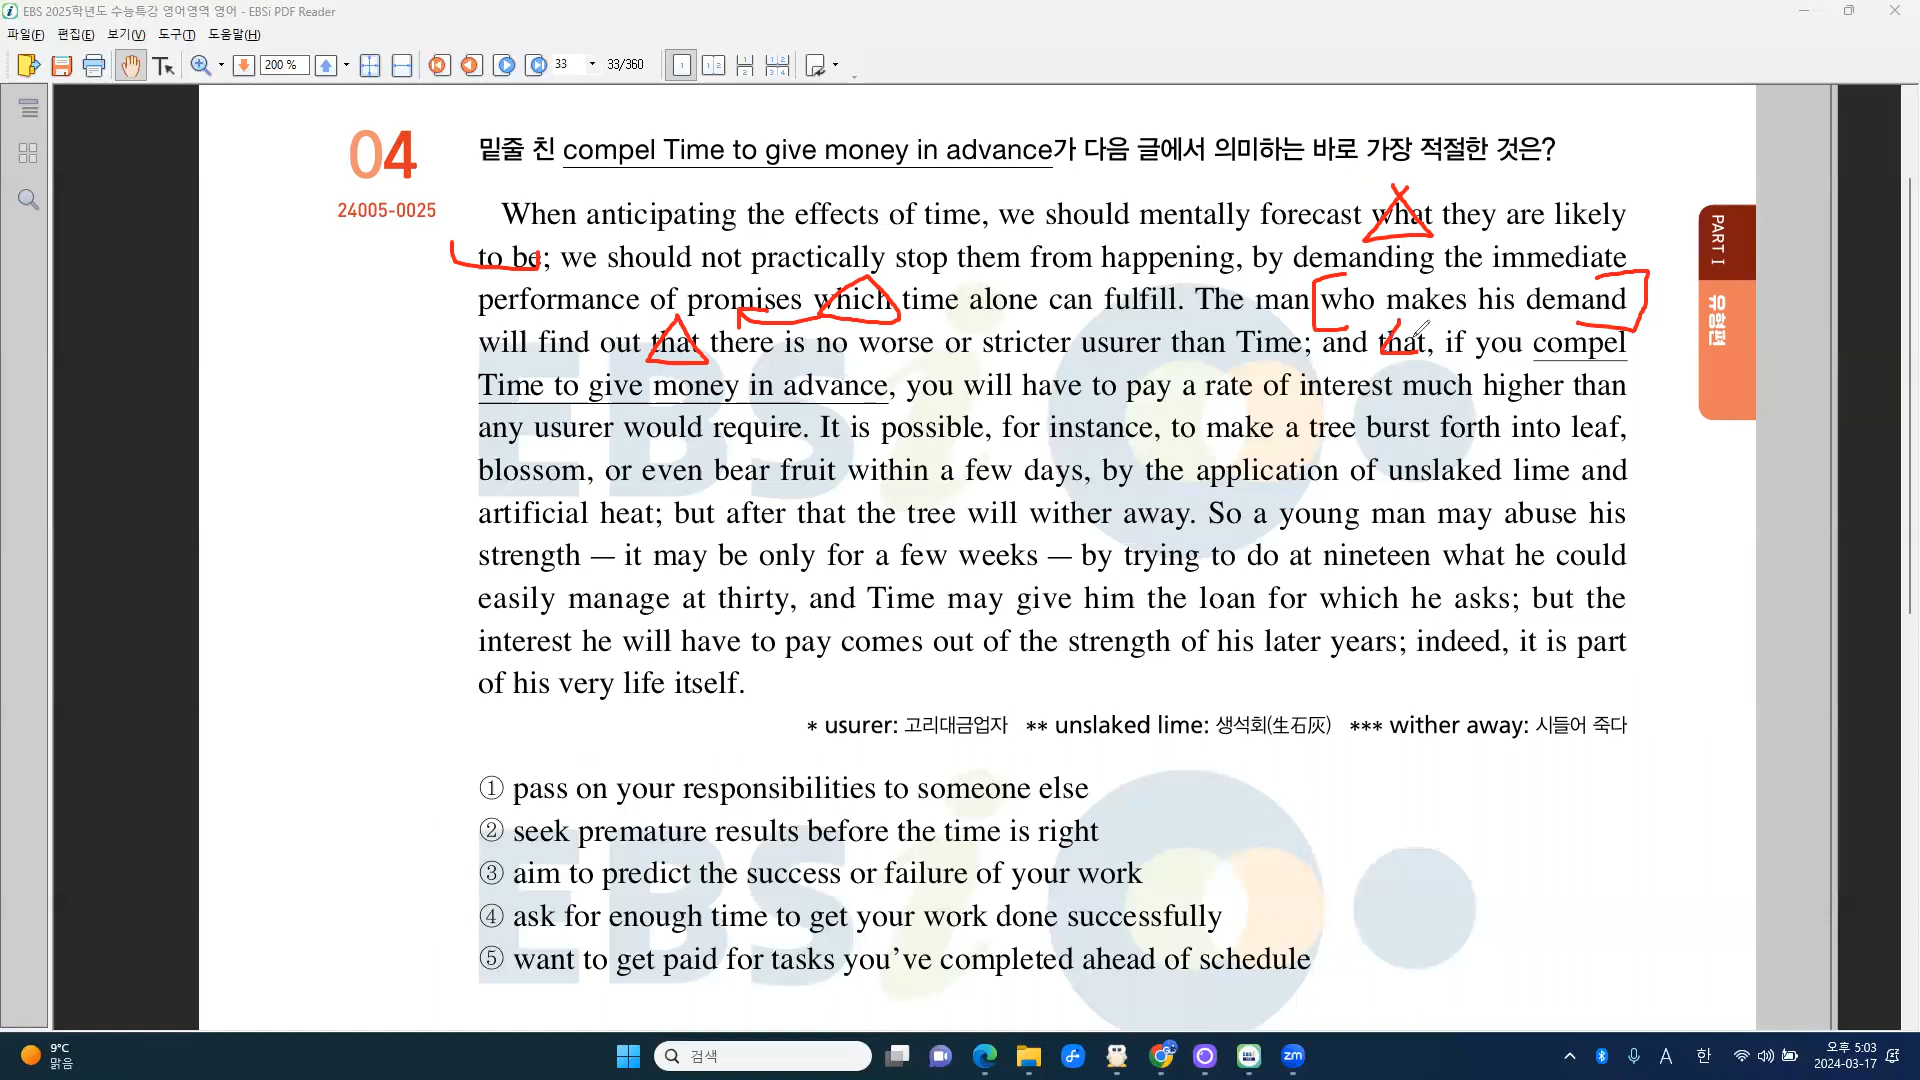 EBS 2025학년도 수능특강 영어영역 영어 - EBSi PDF Reader
파일(F) 편집(E) 보기(V) 도구(T) 도움말(H)
200 % 33 33/360
04 밑줄 친 compel Time to give money in advance가 다음 글에서 의미하는 바로 가장 적절한 것은?
24005-0025
When anticipating the effects of time, we should mentally forecast what they are likely
to be; we should not practically stop them from happening, by demanding the immediate
performance of promises which time alone can fulfill. The man who makes his demand
will find out that there is no worse or stricter usurer than Time; and that, if you compel
Time to give money in advance, you will have to pay a rate of interest much higher than
any usurer would require. It is possible, for instance, to make a tree burst forth into leaf,
blossom, or even bear fruit within a few days, by the application of unslaked lime and
artificial heat; but after that the tree will wither away. So a young man may abuse his
strength — it may be only for a few weeks — by trying to do at nineteen what he could
easily manage at thirty, and Time may give him the loan for which he asks; but the
interest he will have to pay comes out of the strength of his later years; indeed, it is part
of his very life itself.
* usurer: 고리대금업자 ** unslaked lime: 생석회(生石灰) *** wither away: 시들어 죽다
① pass on your responsibilities to someone else
② seek premature results before the time is right
③ aim to predict the success or failure of your work
④ ask for enough time to get your work done successfully
⑤ want to get paid for tasks you've completed ahead of schedule
PART I
유형편
EBSi
EBSi
9°C
맑음
검색
zm
A
한
오후 5:03
2024-03-17